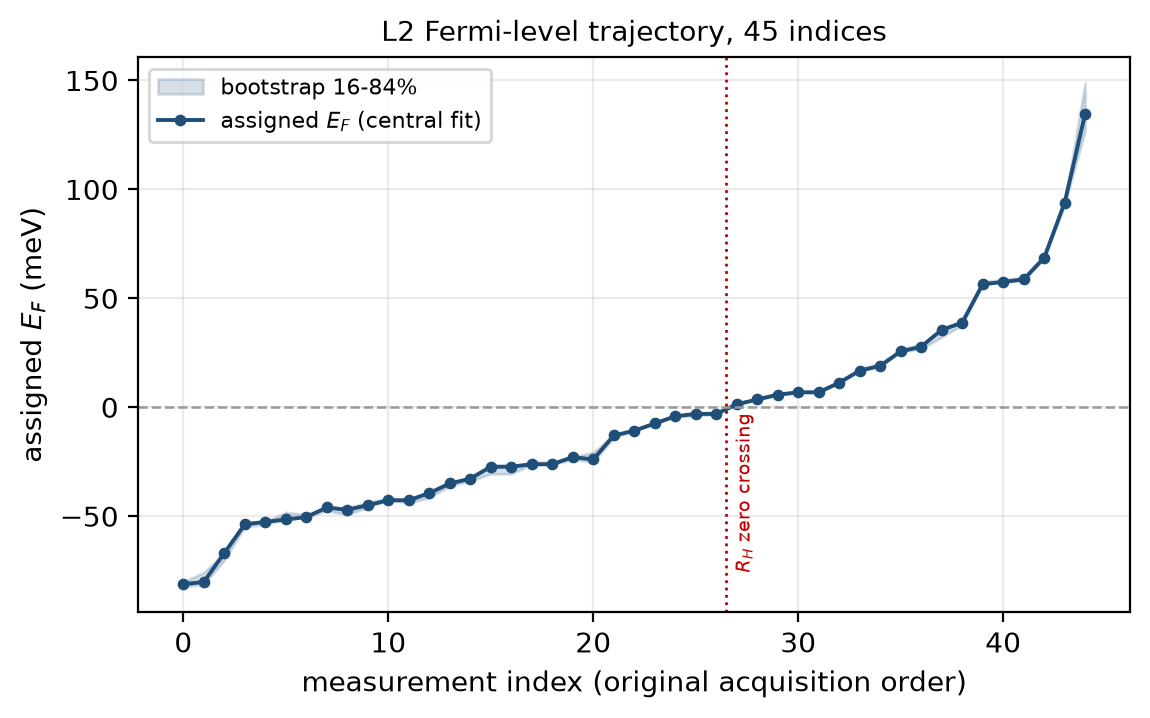 L2 Fermi-level trajectory, 45 indices
bootstrap 16-84%
assigned E_F (central fit)
assigned E_F (meV)
150
100
50
0
−50
R_H zero crossing
0 10 20 30 40
measurement index (original acquisition order)